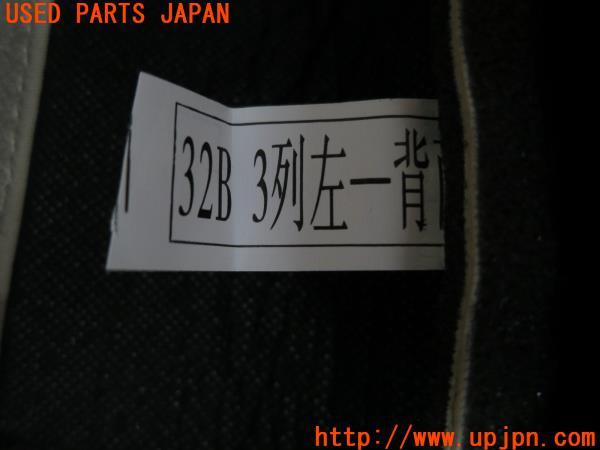 USED PARTS JAPAN
32B 3列左一背
http://www.upjpn.com